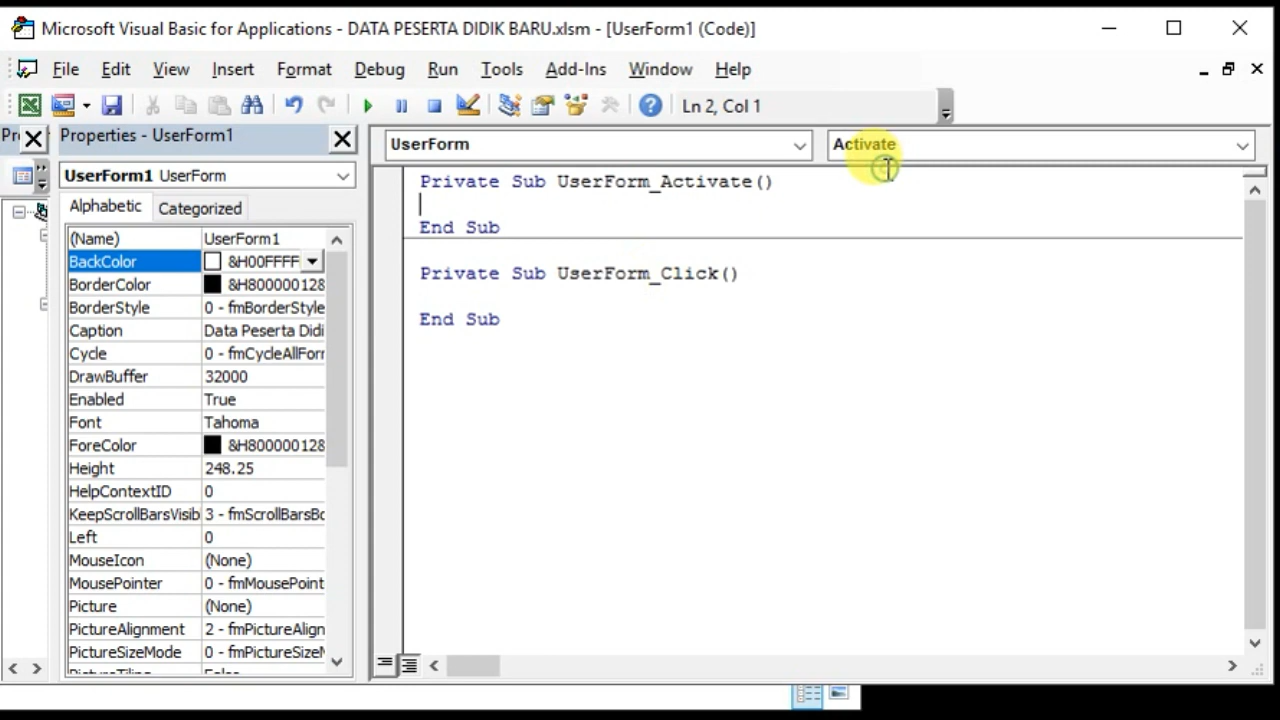 Microsoft Visual Basic for Applications - DATA PESERTA DIDIK BARU.xlsm - [UserForm1 (Code)]
File Edit View Insert Format Debug Run Tools Add-Ins Window Help
Ln 2, Col 1
Properties - UserForm1
UserForm1 UserForm
Alphabetic Categorized
(Name) UserForm1
BackColor &H00FFFF
BorderColor &H800000128
BorderStyle 0 - fmBorderStyle
Caption Data Peserta Didi
Cycle 0 - fmCycleAllForr
DrawBuffer 32000
Enabled True
Font Tahoma
ForeColor &H800000128
Height 248.25
HelpContextID 0
KeepScrollBarsVisib 3 - fmScrollBarsBo
Left 0
MouseIcon (None)
MousePointer 0 - fmMousePoint
Picture (None)
PictureAlignment 2 - fmPictureAlign
PictureSizeMode 0 - fmPictureSizeM
UserForm
Activate
Private Sub UserForm_Activate()
End Sub
Private Sub UserForm_Click()
End Sub